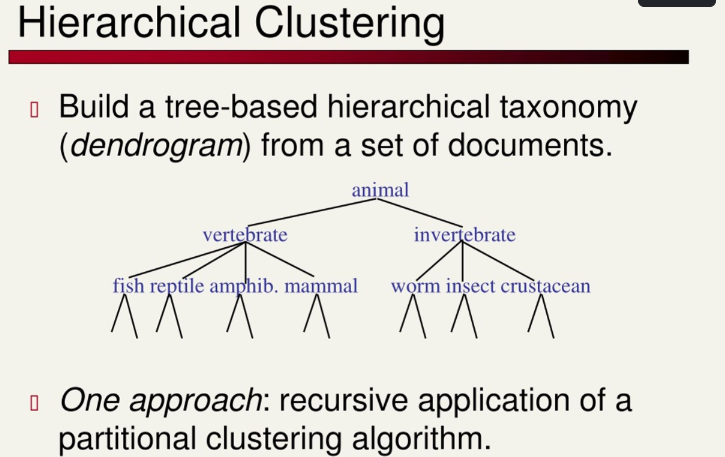 Hierarchical Clustering
Build a tree-based hierarchical taxonomy
(dendrogram) from a set of documents.
animal
vertebrate invertebrate
fish reptile amphib. mammal worm insect crustacean
One approach: recursive application of a
partitional clustering algorithm.